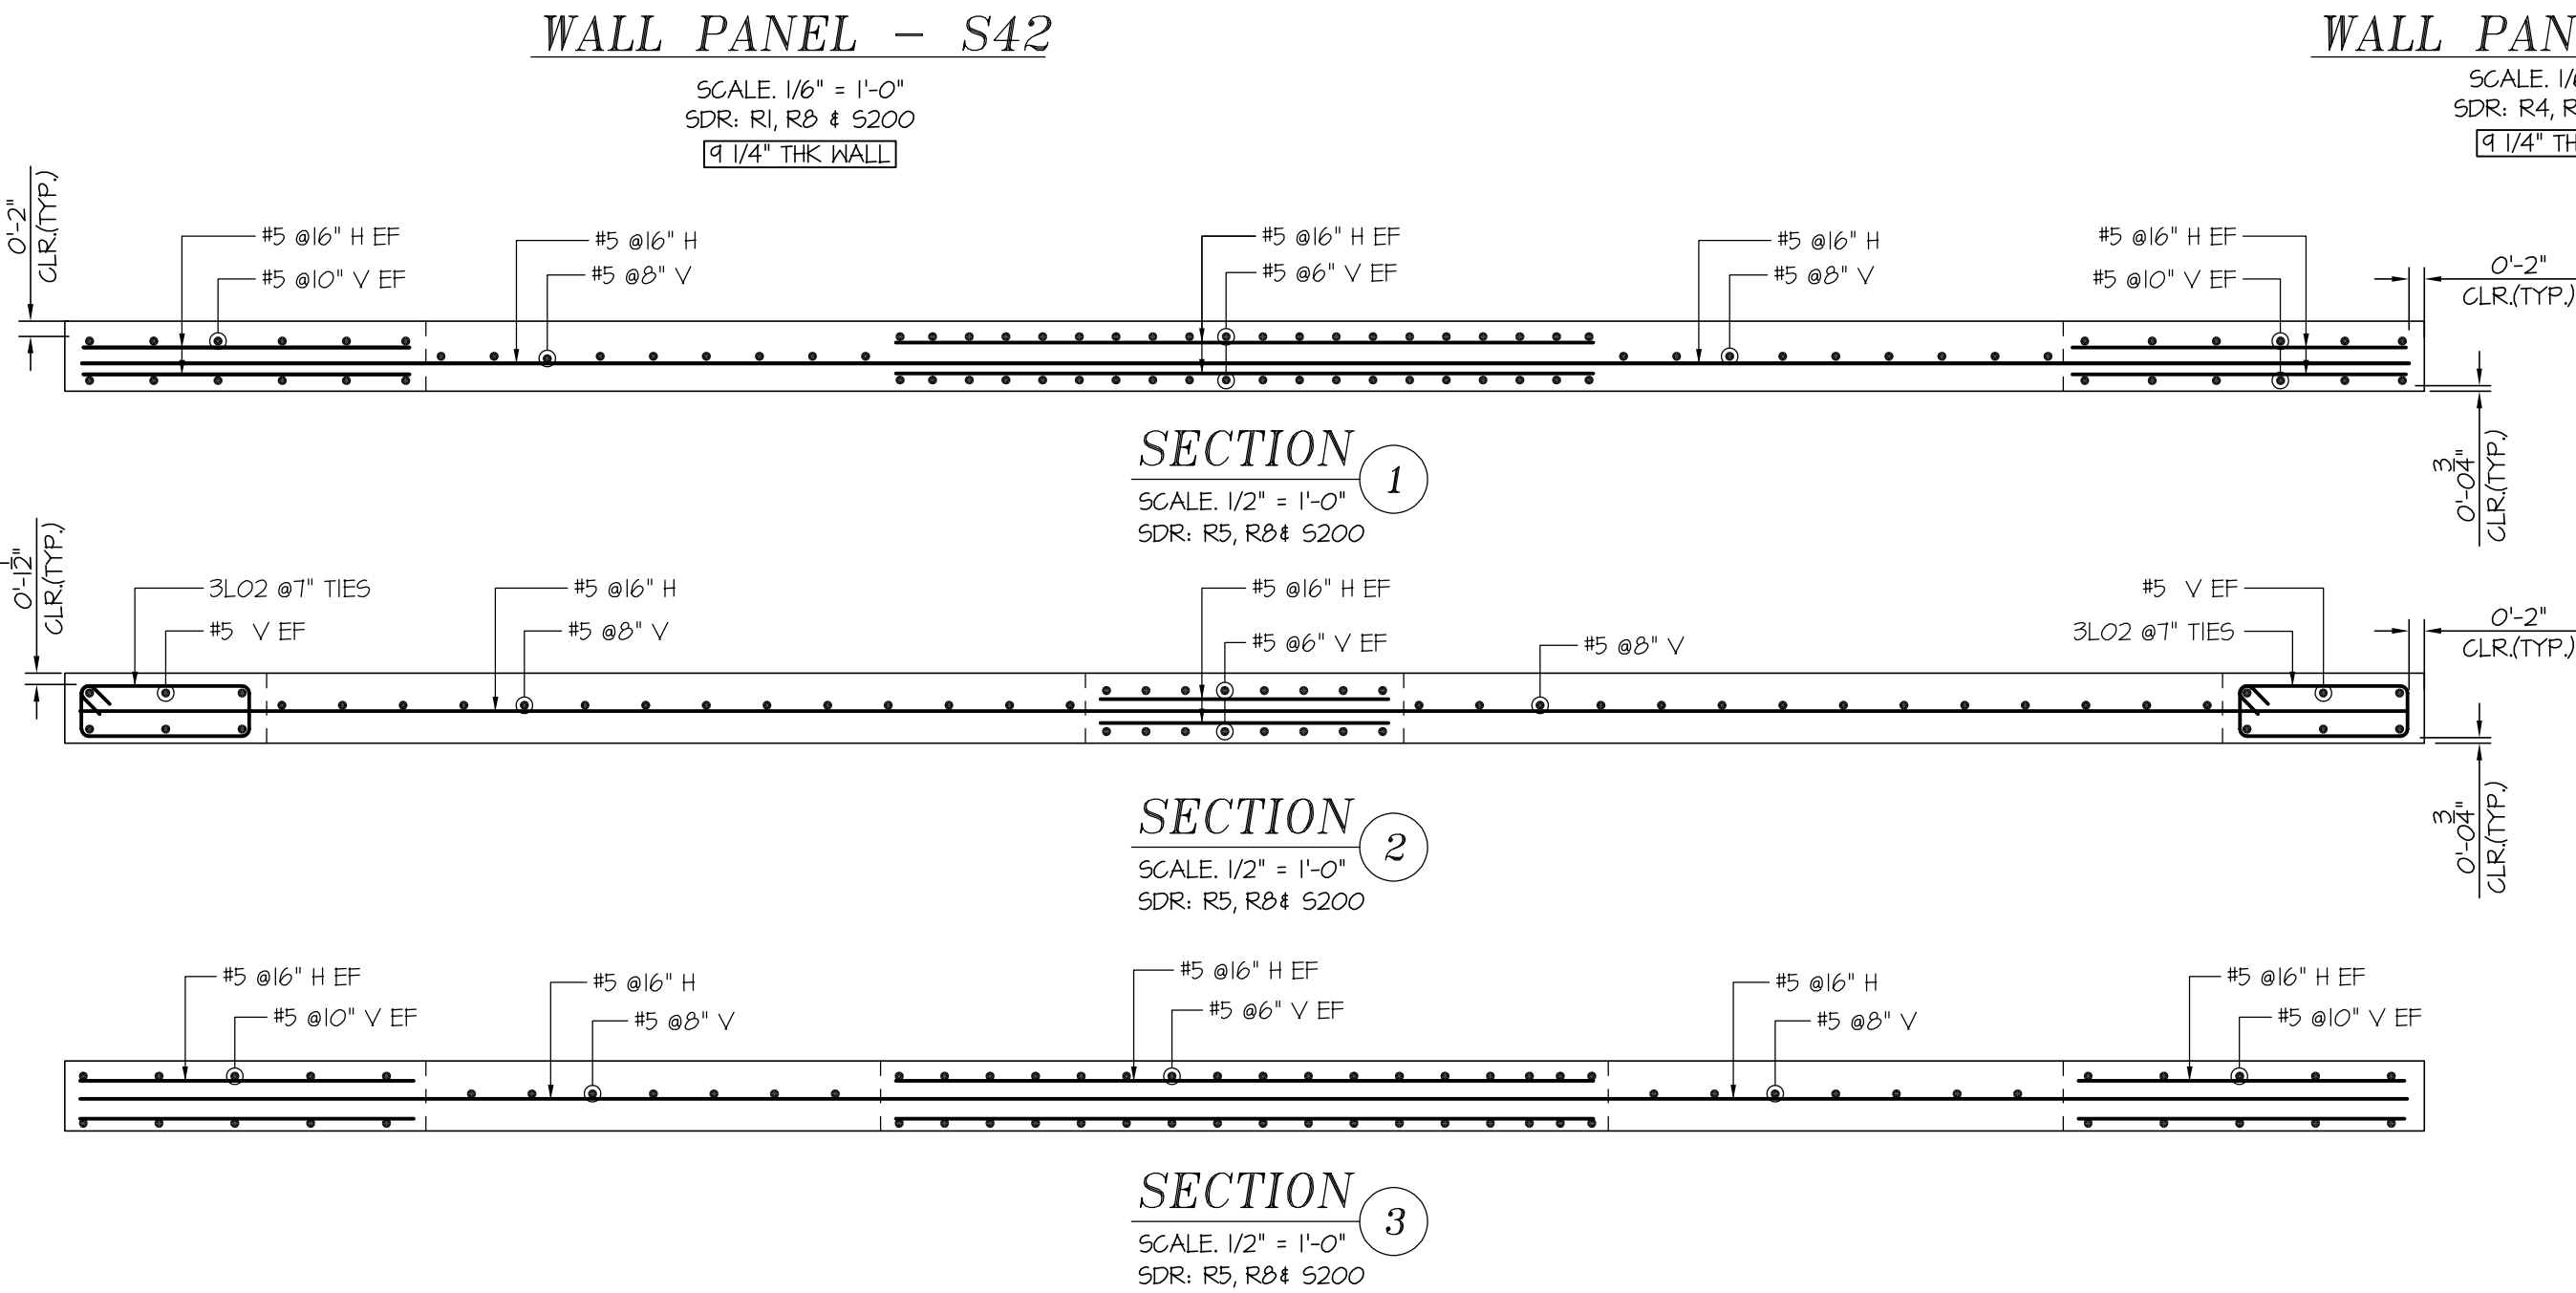 WALL PANEL - S42
SCALE. 1/6" = 1'-0"
SDR: R1, R8 & S200
9 1/4" THK WALL
WALL PAN
SCALE. 1/6
SDR: R4, R
9 1/4" TH
0'-2"
CLR.(TYP.)
#5 @16" H EF
#5 @10" V EF
#5 @16" H
#5 @8" V
#5 @16" H EF
#5 @6" V EF
#5 @16" H
#5 @8" V
#5 @16" H EF
#5 @10" V EF
0'-2"
CLR.(TYP.)
0'-0 3/4"
CLR.(TYP.)
SECTION 1
SCALE. 1/2" = 1'-0"
SDR: R5, R8& S200
0'-1 1/2"
CLR.(TYP.)
3L02 @7" TIES
#5 V EF
#5 @16" H
#5 @8" V
#5 @16" H EF
#5 @6" V EF
#5 @8" V
#5 V EF
3L02 @7" TIES
0'-2"
CLR.(TYP.)
0'-0 3/4"
CLR.(TYP.)
SECTION 2
SCALE. 1/2" = 1'-0"
SDR: R5, R8& S200
#5 @16" H EF
#5 @10" V EF
#5 @16" H
#5 @8" V
#5 @16" H EF
#5 @6" V EF
#5 @16" H
#5 @8" V
#5 @16" H EF
#5 @10" V EF
SECTION 3
SCALE. 1/2" = 1'-0"
SDR: R5, R8& S200